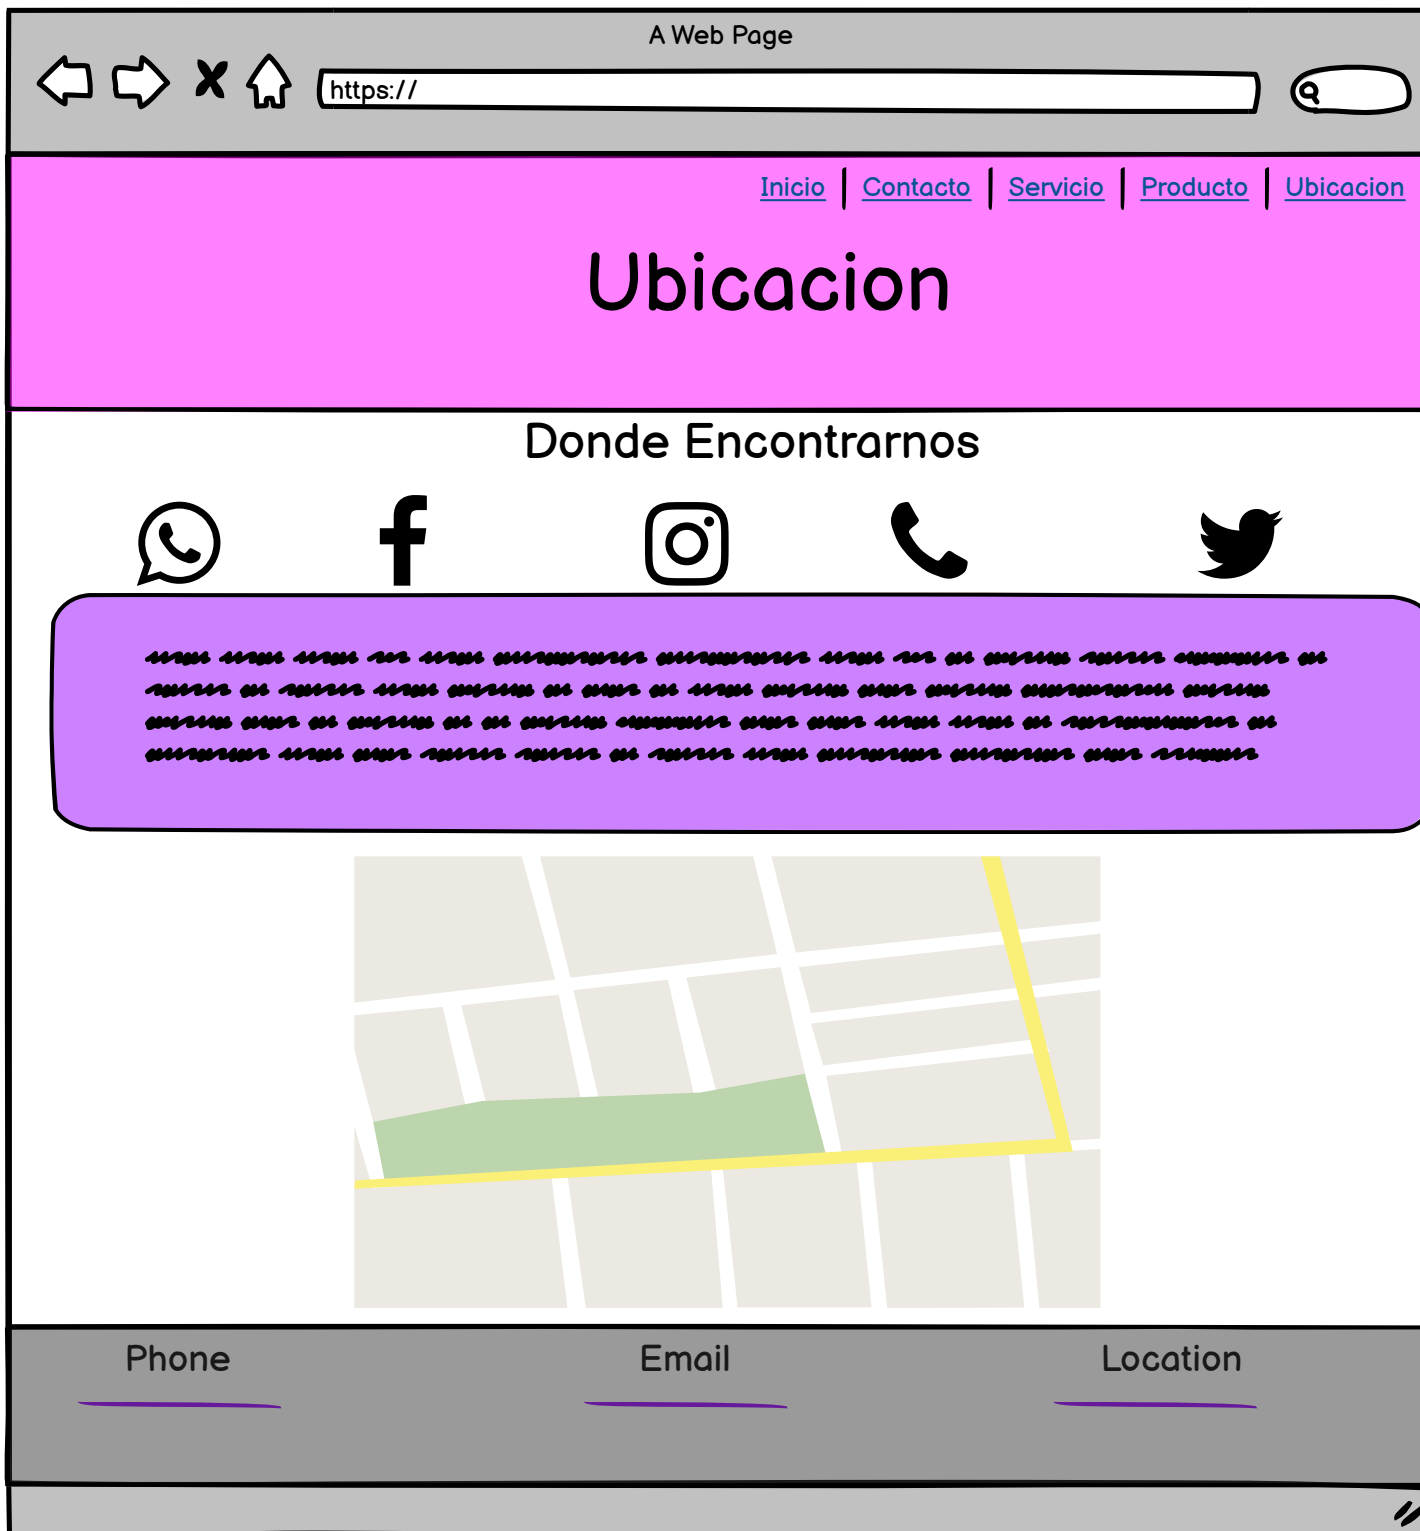 A Web Page
https://
Inicio Contacto Servicio Producto Ubicacion
Ubicacion
Donde Encontrarnos
Phone Email Location